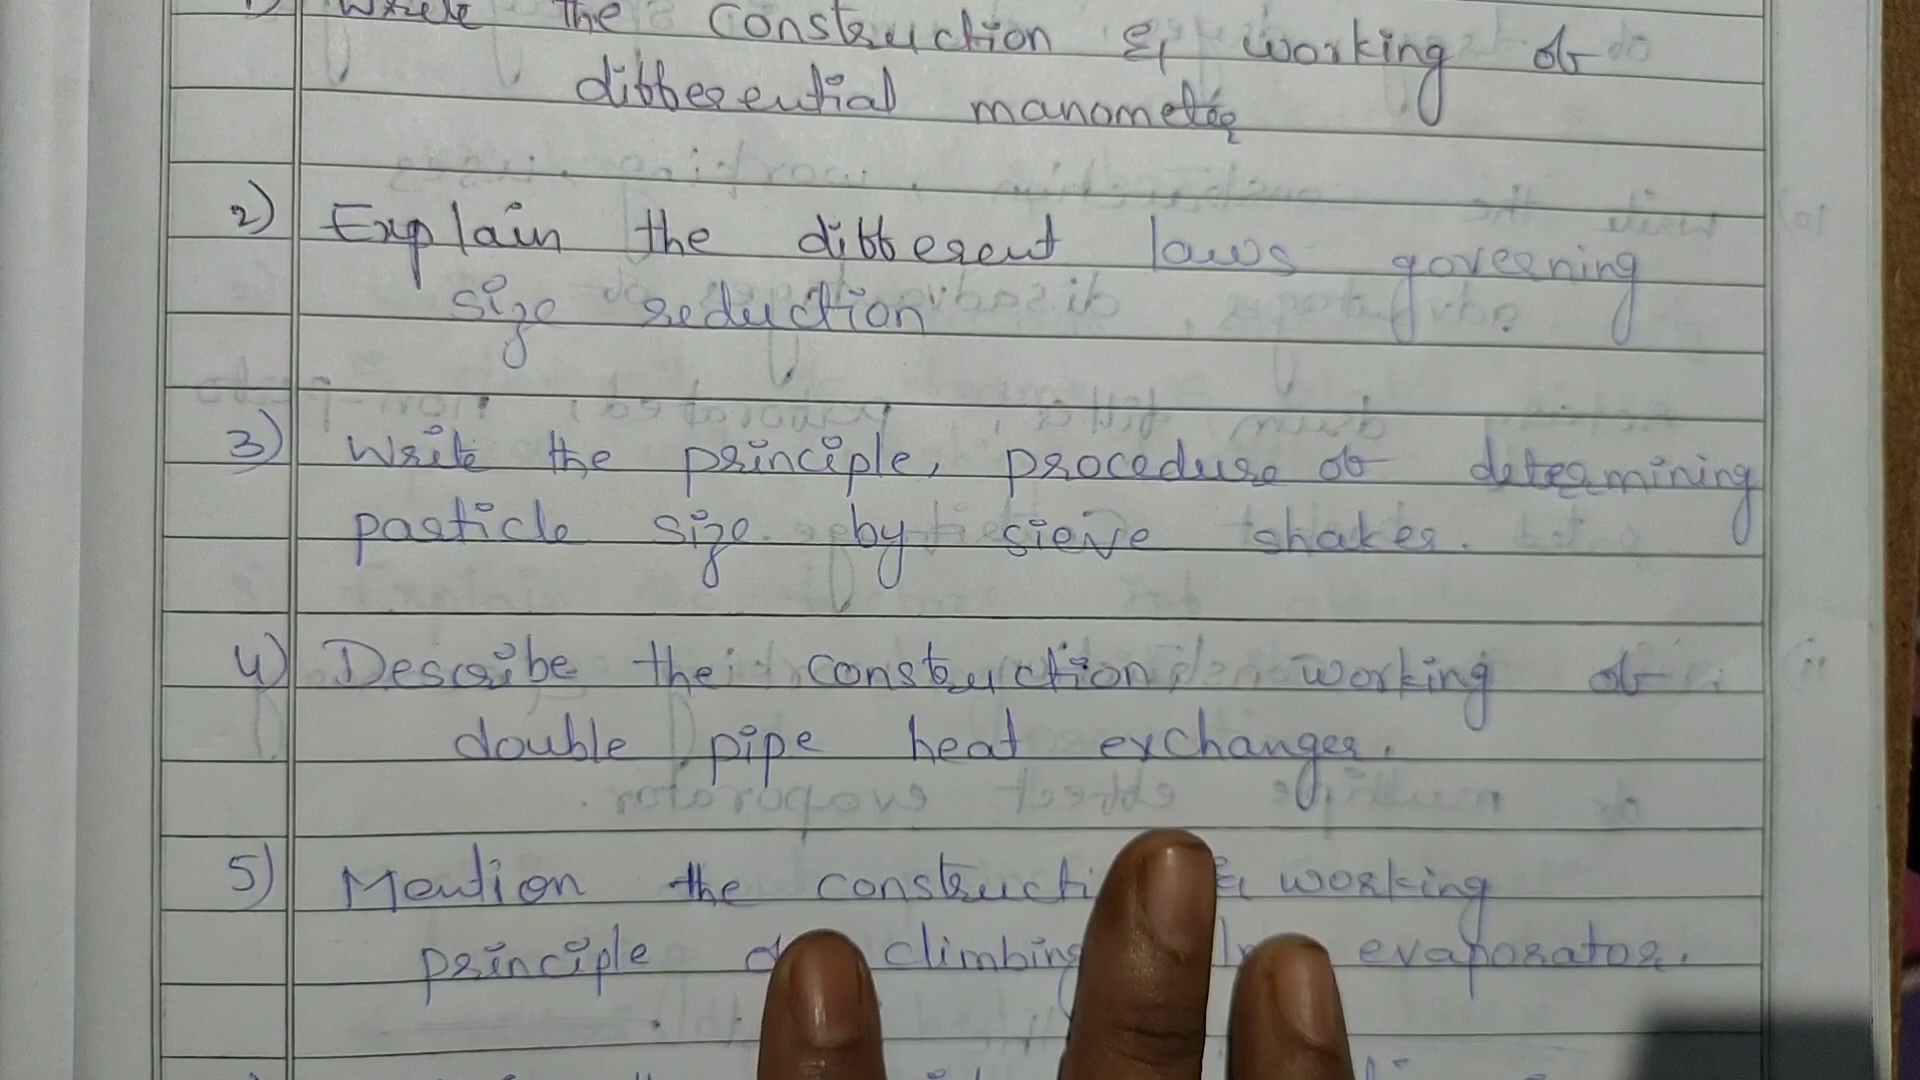 1) Write the construction & working of
differential manometer
2) Explain the different laws governing
size reduction
3) Write the principle, procedure of determining
particle size by sieve shaker.
4) Describe the construction, working of
double pipe heat exchanger.
5) Mention the constructi & working
principle climbing evaporator.